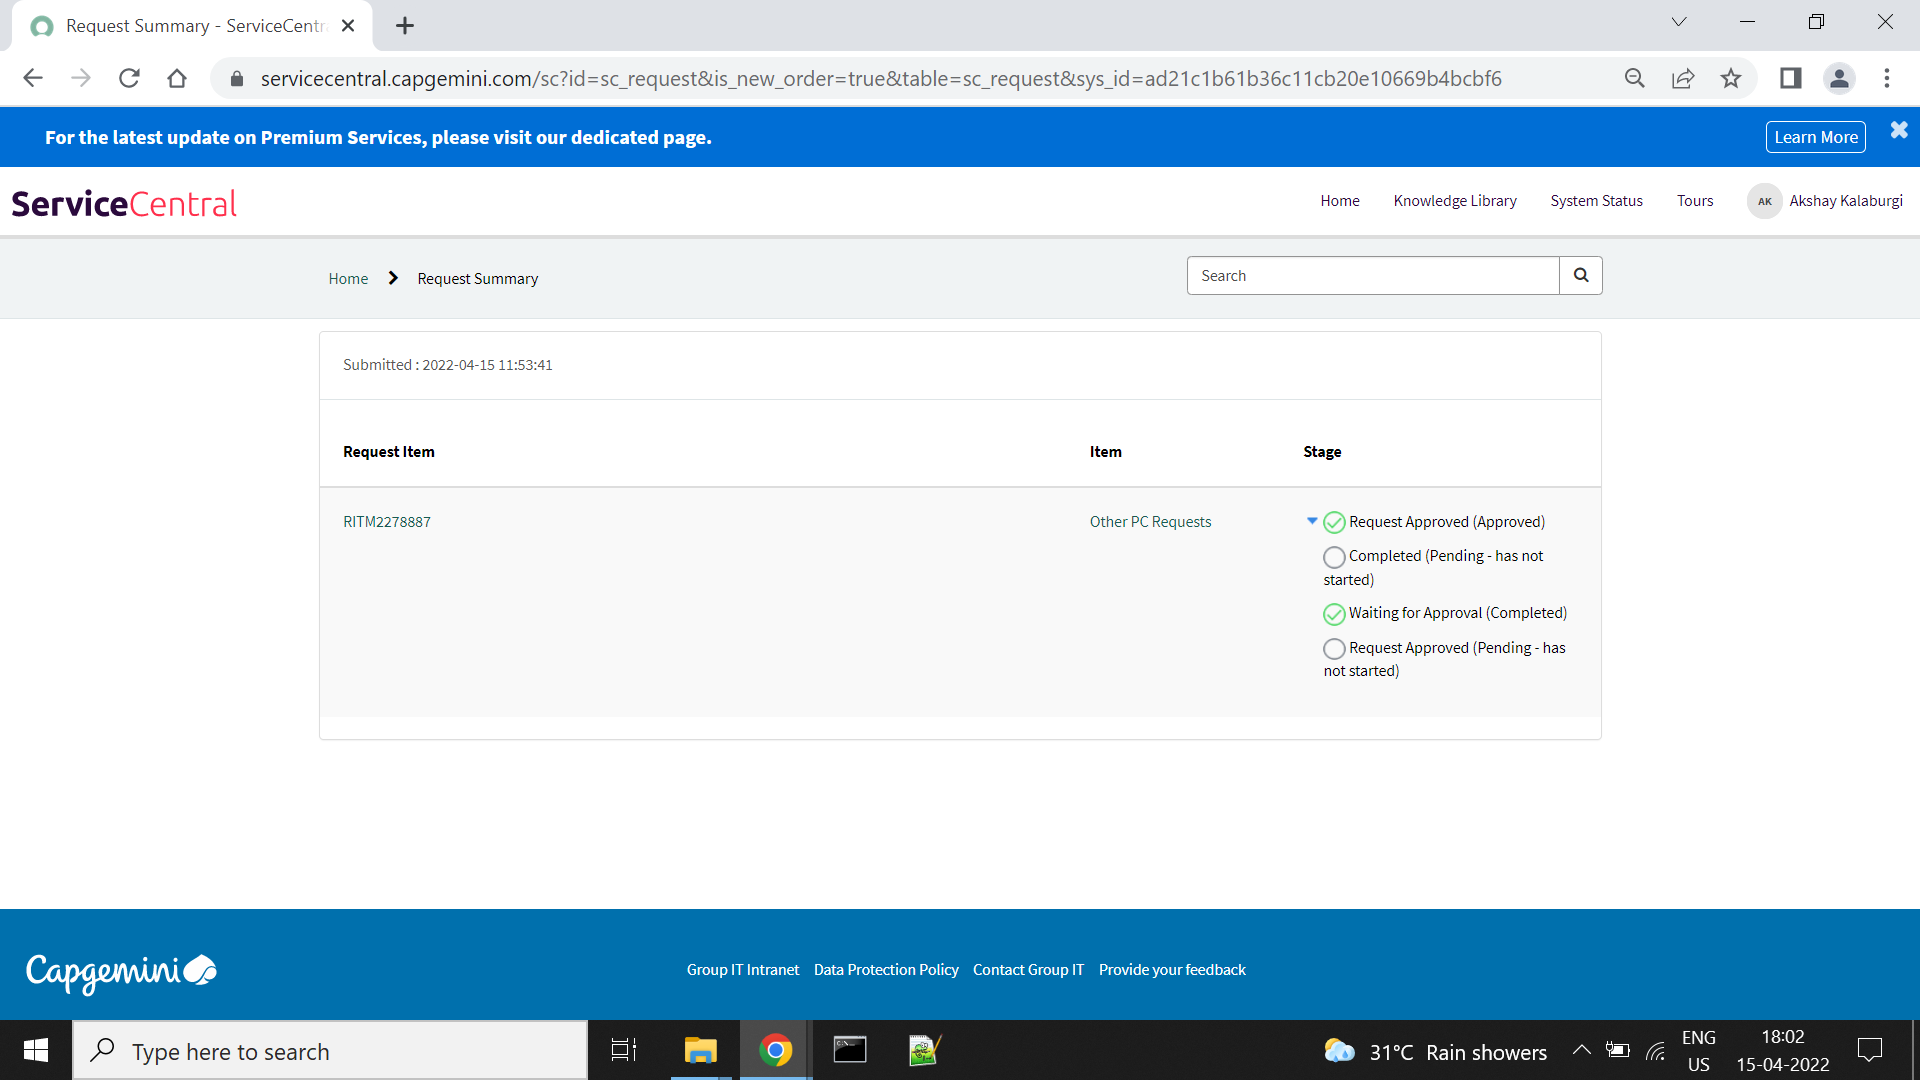 Request Summary - ServiceCentr
servicecentral.capgemini.com/sc?id=sc_request&is_new_order=true&table=sc_request&sys_id=ad21c1b61b36c11cb20e10669b4bcbf6
For the latest update on Premium Services, please visit our dedicated page.
Learn More
ServiceCentral
Home
Knowledge Library
System Status
Tours
AK
Akshay Kalaburgi
Home
Request Summary
Search
Submitted : 2022-04-15 11:53:41
Request Item
Item
Stage
RITM2278887
Other PC Requests
Request Approved (Approved)
Completed (Pending - has not
started)
Waiting for Approval (Completed)
Request Approved (Pending - has
not started)
Capgemini
Group IT Intranet
Data Protection Policy
Contact Group IT
Provide your feedback
Type here to search
31°C Rain showers
ENG
US
18:02
15-04-2022